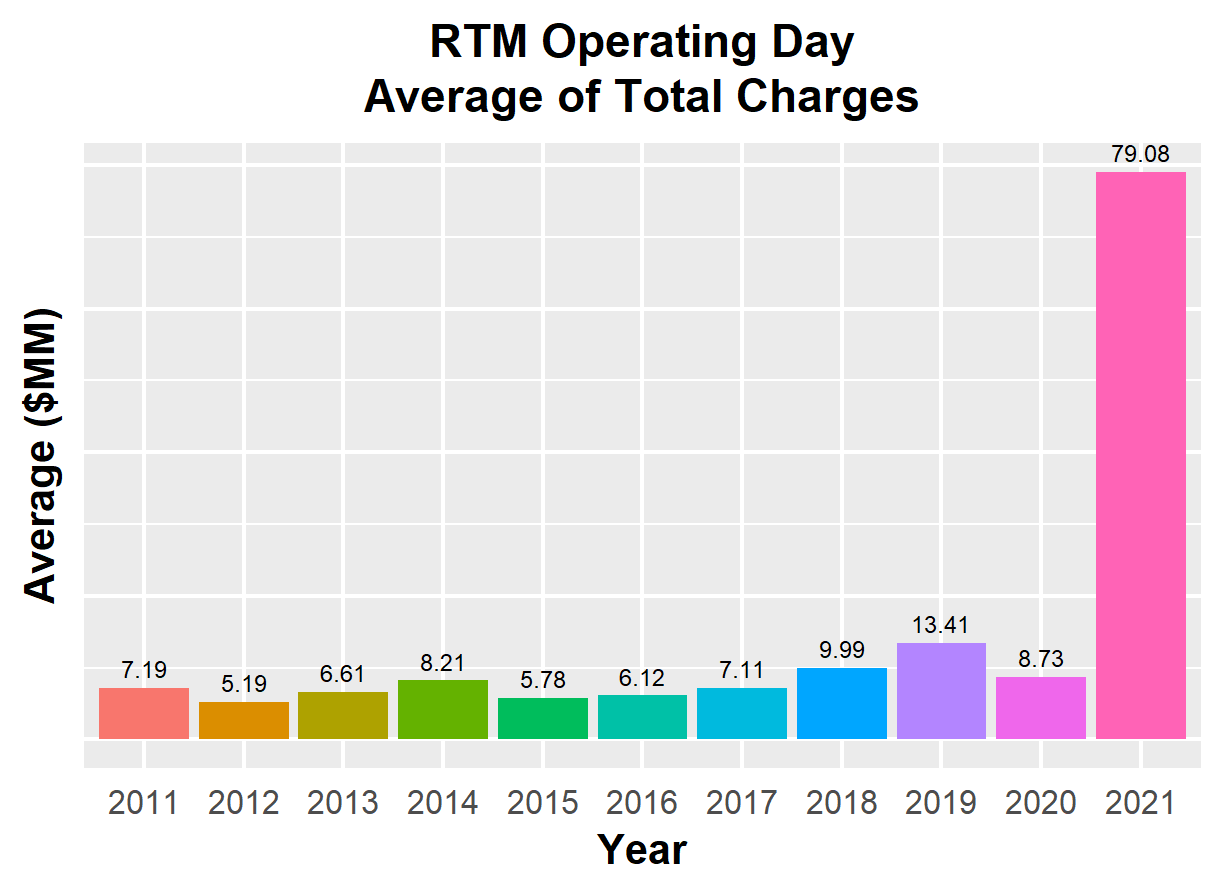 RTM Operating Day
Average of Total Charges
Average ($MM)
79.08
7.19
5.19
6.61
8.21
5.78
6.12
7.11
9.99
13.41
8.73
2011 2012 2013 2014 2015 2016 2017 2018 2019 2020 2021
Year